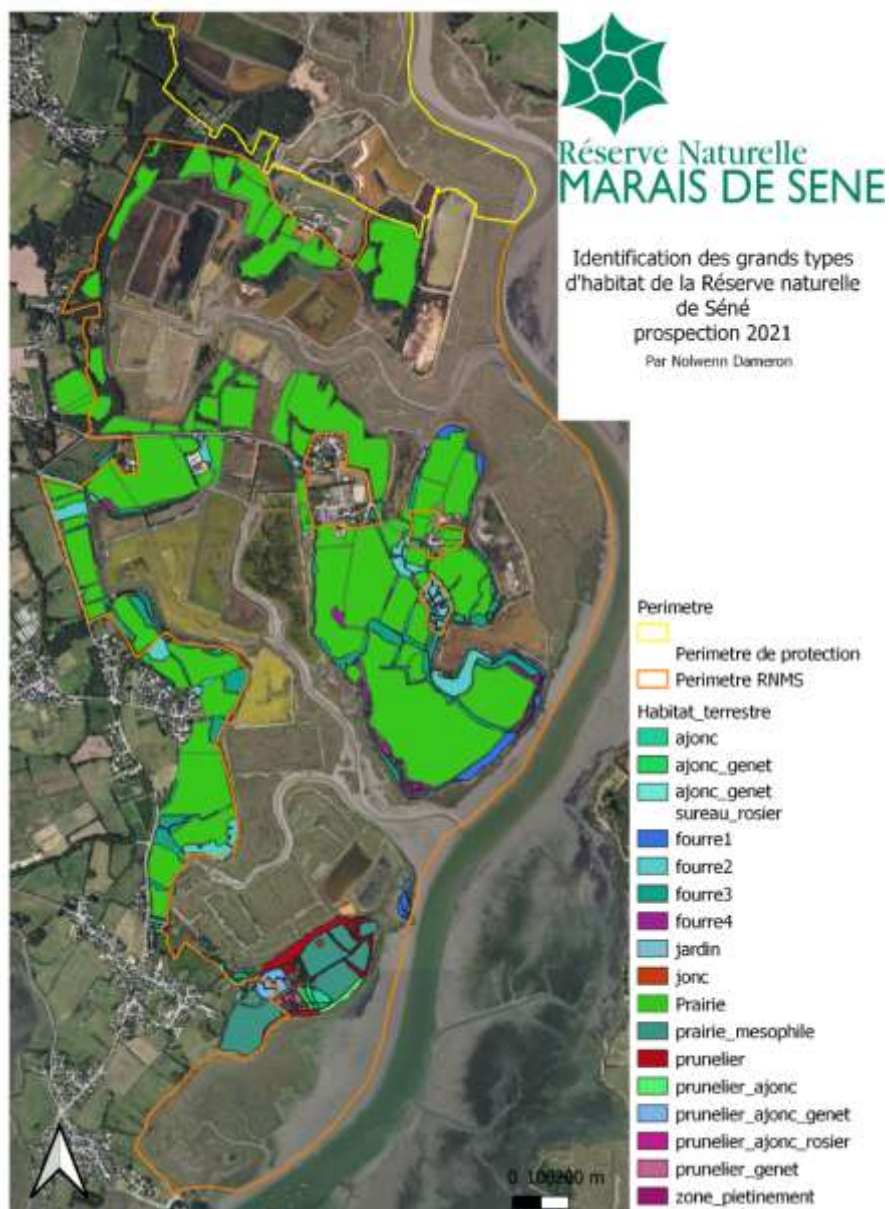 Réserve Naturelle
MARAIS DE SENE
Identification des grands types
d'habitat de la Réserve naturelle
de Séné
prospection 2021
Par Nolwenn Dameron
Perimetre
Perimetre de protection
Perimetre RNMS
Habitat_terrestre
ajonc
ajonc_genet
ajonc_genet
sureau_rosier
fourre1
fourre2
fourre3
fourre4
jardin
jonc
Prairie
prairie_mesophile
prunelier
prunelier_ajonc
prunelier_ajonc_genet
prunelier_ajonc_rosier
prunelier_genet
zone_pietinement
0 100200 m